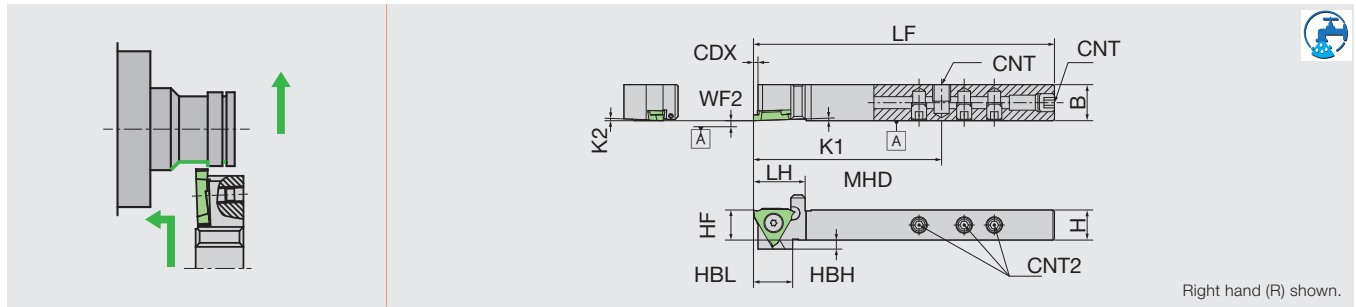 LF
CDX
CNT
CNT
WF2
B
K2
A
A
K1
LH
MHD
HF
H
HBL
HBH
CNT2
Right hand (R) shown.